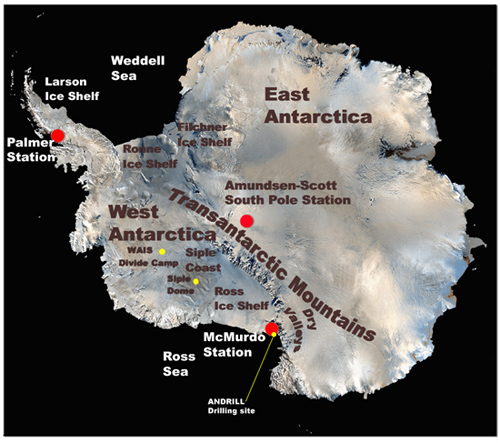 Weddell
Sea
Larson
Ice Shelf
East
Antarctica
Palmer
Station
Filchner
Ice Shelf
Ronne
Ice Shelf
Amundsen-Scott
South Pole Station
Transantarctic Mountains
West
Antarctica
WAIS
Divide Camp
Siple
Coast
Siple
Dome
Ross
Ice Shelf
Dry
Valleys
McMurdo
Station
Ross
Sea
ANDRILL
Drilling site